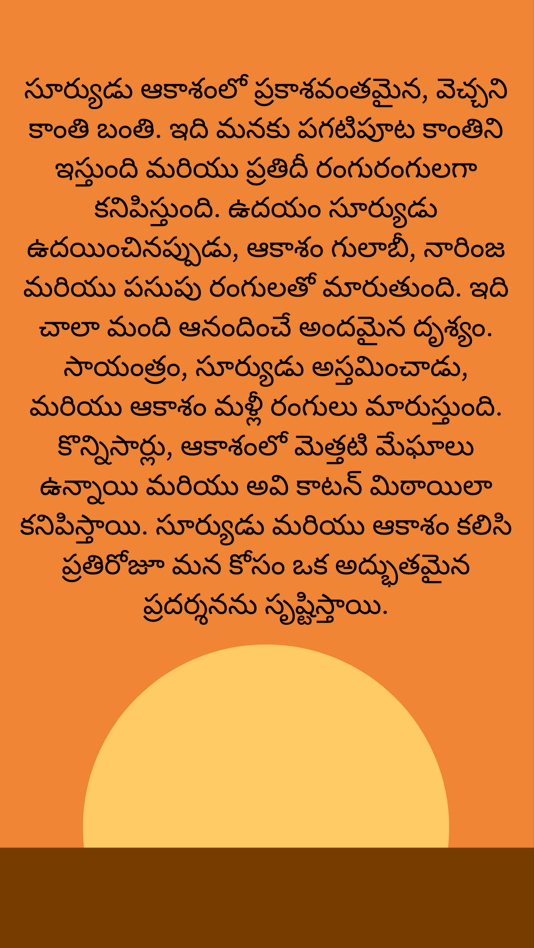 సూర్యుడు ఆకాశంలో ప్రకాశవంతమైన, వెచ్చని
కాంతి బంతి. ఇది మనకు పగటిపూట కాంతిని
ఇస్తుంది మరియు ప్రతిదీ రంగురంగులగా
కనిపిస్తుంది. ఉదయం సూర్యుడు
ఉదయించినప్పుడు, ఆకాశం గులాబీ, నారింజ
మరియు పసుపు రంగులతో మారుతుంది. ఇది
చాలా మంది ఆనందించే అందమైన దృశ్యం.
సాయంత్రం, సూర్యుడు అస్తమించాడు,
మరియు ఆకాశం మళ్లీ రంగులు మారుస్తుంది.
కొన్నిసార్లు, ఆకాశంలో మెత్తటి మేఘాలు
ఉన్నాయి మరియు అవి కాటన్ మిఠాయిలా
కనిపిస్తాయి. సూర్యుడు మరియు ఆకాశం కలిసి
ప్రతిరోజూ మన కోసం ఒక అద్భుతమైన
ప్రదర్శనను సృష్టిస్తాయి.